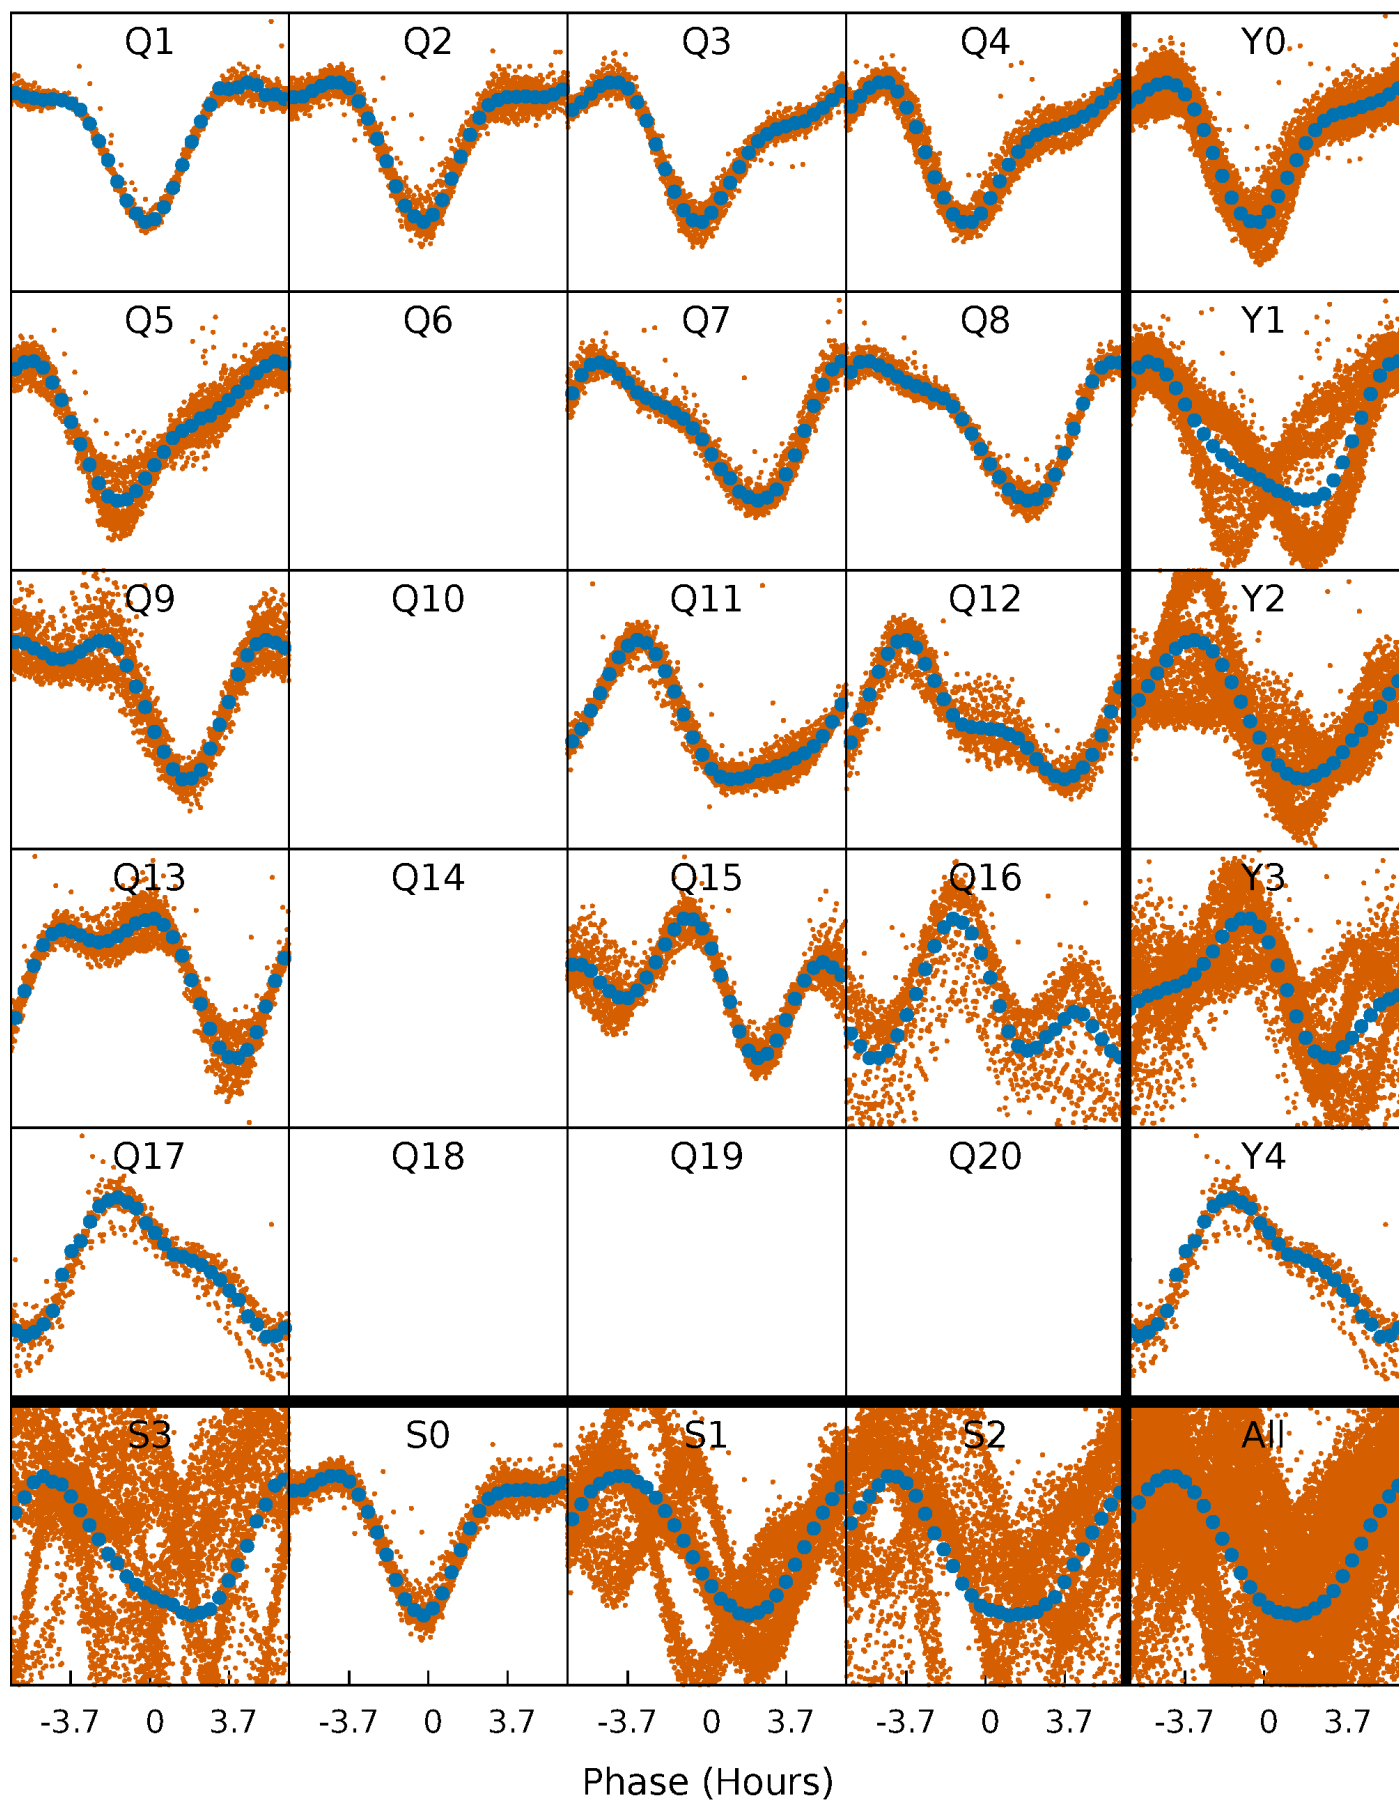 Q1 Q2 Q3 Q4 Y0
Q5 Q6 Q7 Q8 Y1
Q9 Q10 Q11 Q12 Y2
Q13 Q14 Q15 Q16 Y3
Q17 Q18 Q19 Q20 Y4
S3 S0 S1 S2 All
-3.7 0 3.7 -3.7 0 3.7 -3.7 0 3.7 -3.7 0 3.7 -3.7 0 3.7
Phase (Hours)